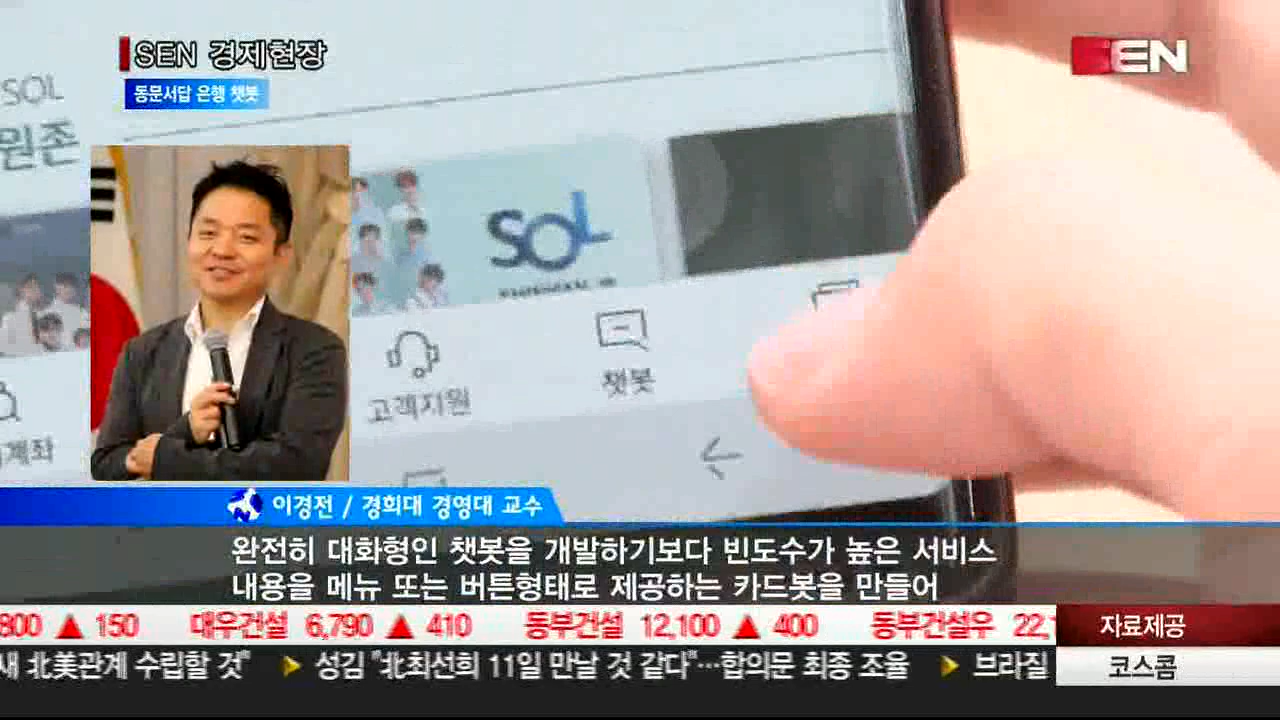 SEN 경제현장
SEN
동문서답 은행 챗봇
SOL
뭔존
SOL
챗봇
고객지원
계좌
이경전 / 경희대 경영대 교수
완전히 대화형인 챗봇을 개발하기보다 빈도수가 높은 서비스
내용을 메뉴 또는 버튼형태로 제공하는 카드봇을 만들어
800 ▲ 150 대우건설 6,790 ▲ 410 동부건설 12,100 ▲ 400 동부건설우 22,1
자료제공
새 北美관계 수립할 것" ▶ 성김 "北최선희 11일 만날 것 같다"…합의문 최종 조율 ▶ 브라질
코스콤